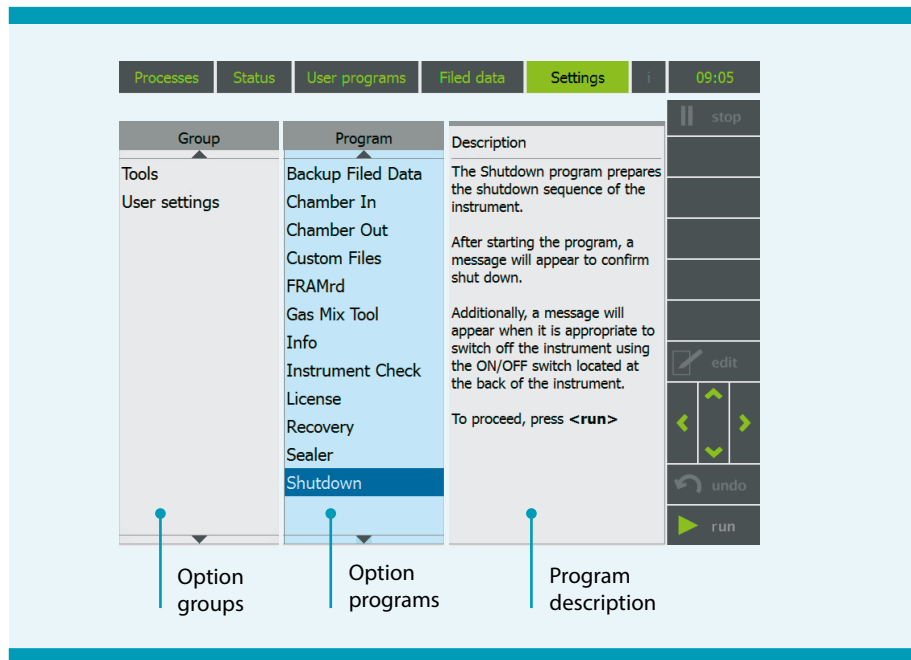 Processes
Status
User programs
Filed data
Settings
i
09:05
stop
Group
Program
Description
Tools
User settings
Backup Filed Data
Chamber In
Chamber Out
Custom Files
FRAMrd
Gas Mix Tool
Info
Instrument Check
License
Recovery
Sealer
Shutdown
The Shutdown program prepares
the shutdown sequence of the
instrument.
After starting the program, a
message will appear to confirm
shut down.
Additionally, a message will
appear when it is appropriate to
switch off the instrument using
the ON/OFF switch located at
the back of the instrument.
To proceed, press <run>
edit
undo
run
Option
groups
Option
programs
Program
description